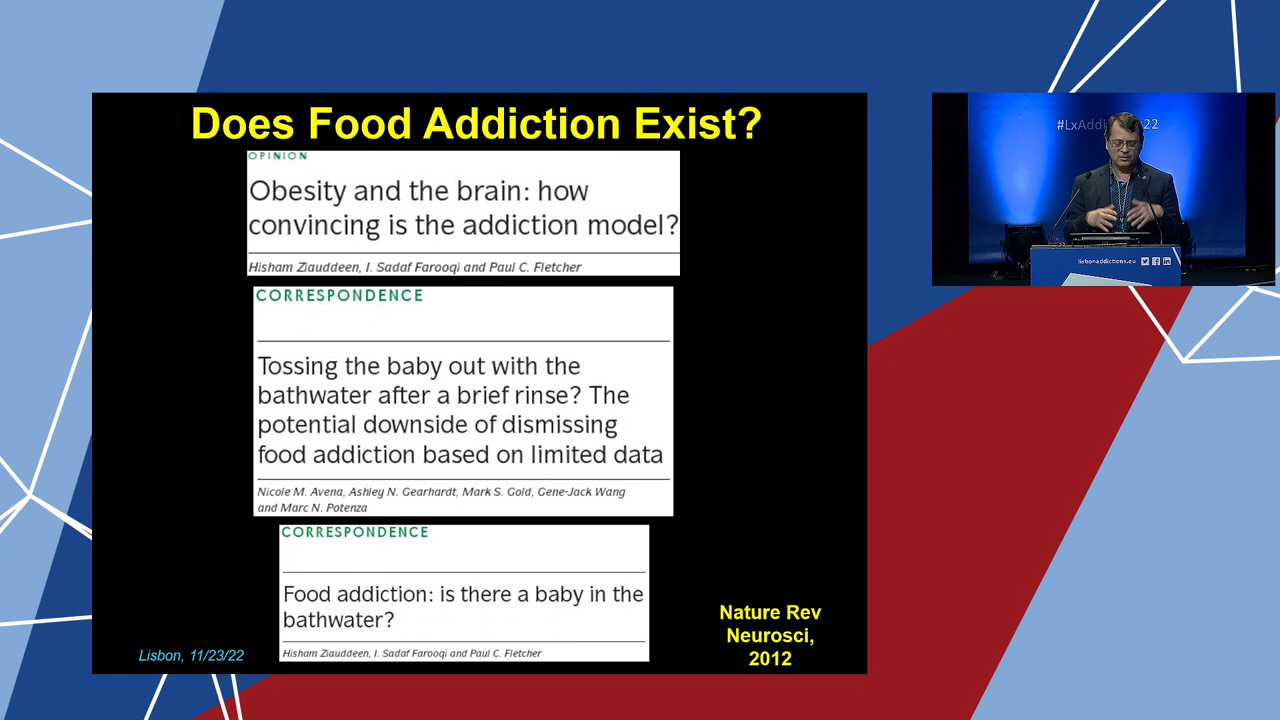 Does Food Addiction Exist?
OPINION
Obesity and the brain: how
convincing is the addiction model?
Hisham Ziauddeen, I. Sadaf Farooqi and Paul C. Fletcher
CORRESPONDENCE
Tossing the baby out with the
bathwater after a brief rinse? The
potential downside of dismissing
food addiction based on limited data
Nicole M. Avena, Ashley N. Gearhardt, Mark S. Gold, Gene-Jack Wang
and Marc N. Potenza
CORRESPONDENCE
Food addiction: is there a baby in the
bathwater?
Hisham Ziauddeen, I. Sadaf Farooqi and Paul C. Fletcher
Lisbon, 11/23/22
Nature Rev
Neurosci,
2012
#LxAddi 22
lisbonaddictions.eu